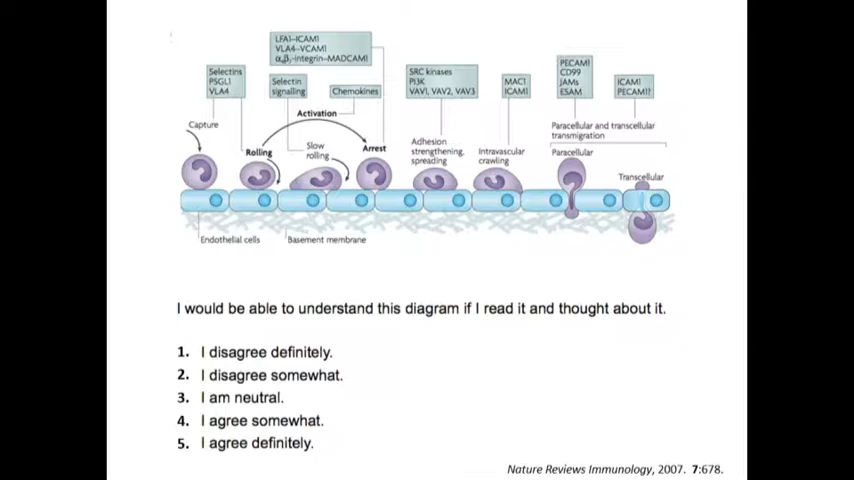 LFA1–ICAM1
VLA4–VCAM1
α₄β₇-integrin–MADCAM1
Selectins
PSGL1
VLA4
Selectin
signalling
Chemokines
SRC kinases
PI3K
VAV1, VAV2, VAV3
MAC1
ICAM1
PECAM1
CD99
JAMs
ESAM
ICAM1
PECAM1?
Capture
Rolling
Activation
Slow
rolling
Arrest
Adhesion
strengthening,
spreading
Intravascular
crawling
Paracellular and transcellular
transmigration
Paracellular
Transcellular
Endothelial cells
Basement membrane
I would be able to understand this diagram if I read it and thought about it.
1. I disagree definitely.
2. I disagree somewhat.
3. I am neutral.
4. I agree somewhat.
5. I agree definitely.
Nature Reviews Immunology, 2007. 7:678.